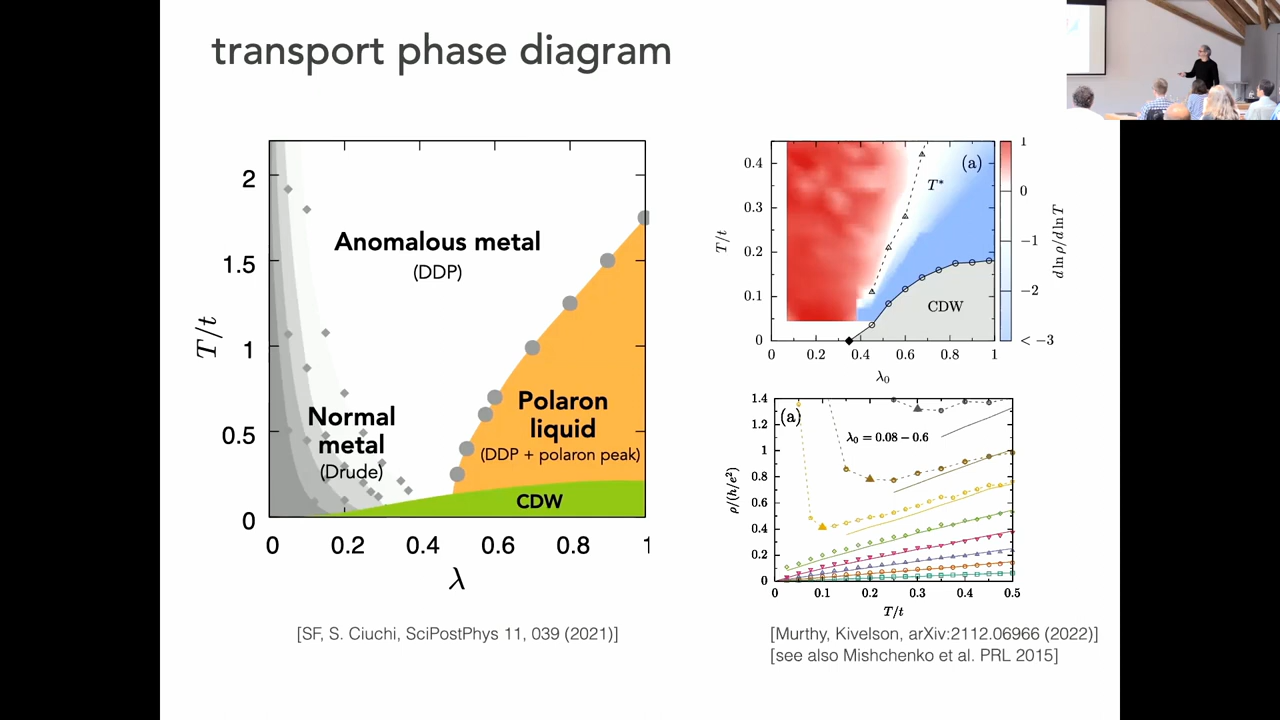 transport phase diagram
2
1.5
1
0.5
0
0
0.2
0.4
0.6
0.8
1
T/t
λ
Anomalous metal
(DDP)
Normal
metal
(Drude)
Polaron
liquid
(DDP + polaron peak)
CDW
[SF, S. Ciuchi, SciPostPhys 11, 039 (2021)]
(a)
T*
CDW
0.4
0.3
0.2
0.1
0
0
0.2
0.4
0.6
0.8
1
T/t
λ₀
1
0
−1
−2
< −3
d ln ρ/d ln T
(a)
λ₀ = 0.08 − 0.6
1.4
1.2
1
0.8
0.6
0.4
0.2
0
0
0.1
0.2
0.3
0.4
0.5
ρ/(h/e²)
T/t
[Murthy, Kivelson, arXiv:2112.06966 (2022)]
[see also Mishchenko et al. PRL 2015]